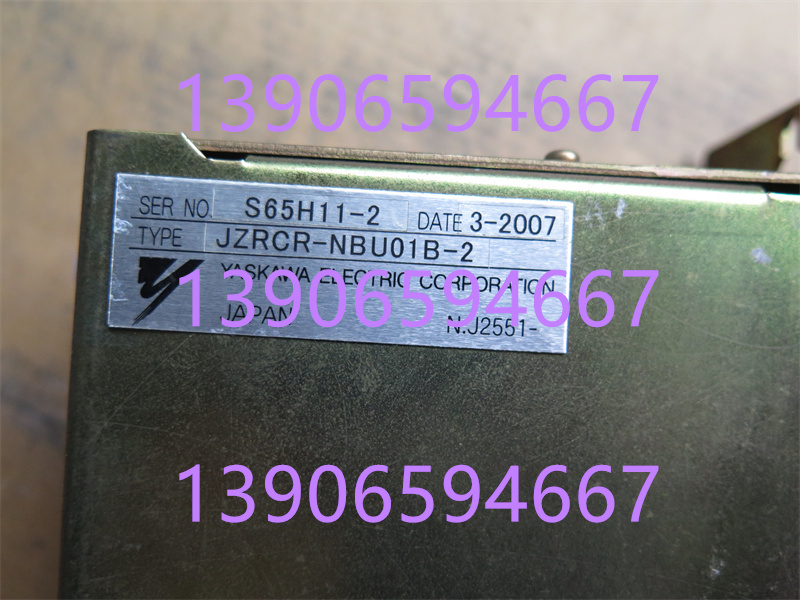 13906594667
SER NO. S65H11-2 DATE 3-2007
TYPE JZRCR-NBU01B-2
YASKAWA ELECTRIC CORPORATION
13906594667
JAPAN N.J2551-
13906594667